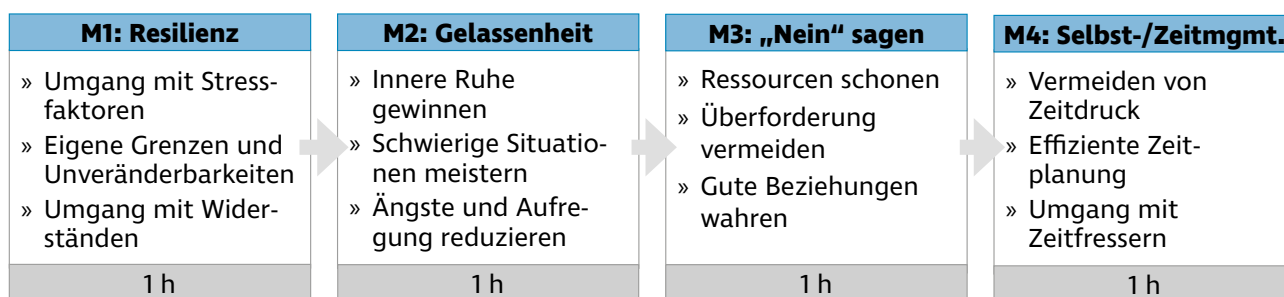 M1: Resilienz
» Umgang mit Stress-
faktoren
» Eigene Grenzen und
Unveränderbarkeiten
» Umgang mit Wider-
ständen
1 h
M2: Gelassenheit
» Innere Ruhe
gewinnen
» Schwierige Situatio-
nen meistern
» Ängste und Aufre-
gung reduzieren
1 h
M3: „Nein“ sagen
» Ressourcen schonen
» Überforderung
vermeiden
» Gute Beziehungen
wahren
1 h
M4: Selbst-/Zeitmgmt.
» Vermeiden von
Zeitdruck
» Effiziente Zeit-
planung
» Umgang mit
Zeitfressern
1 h